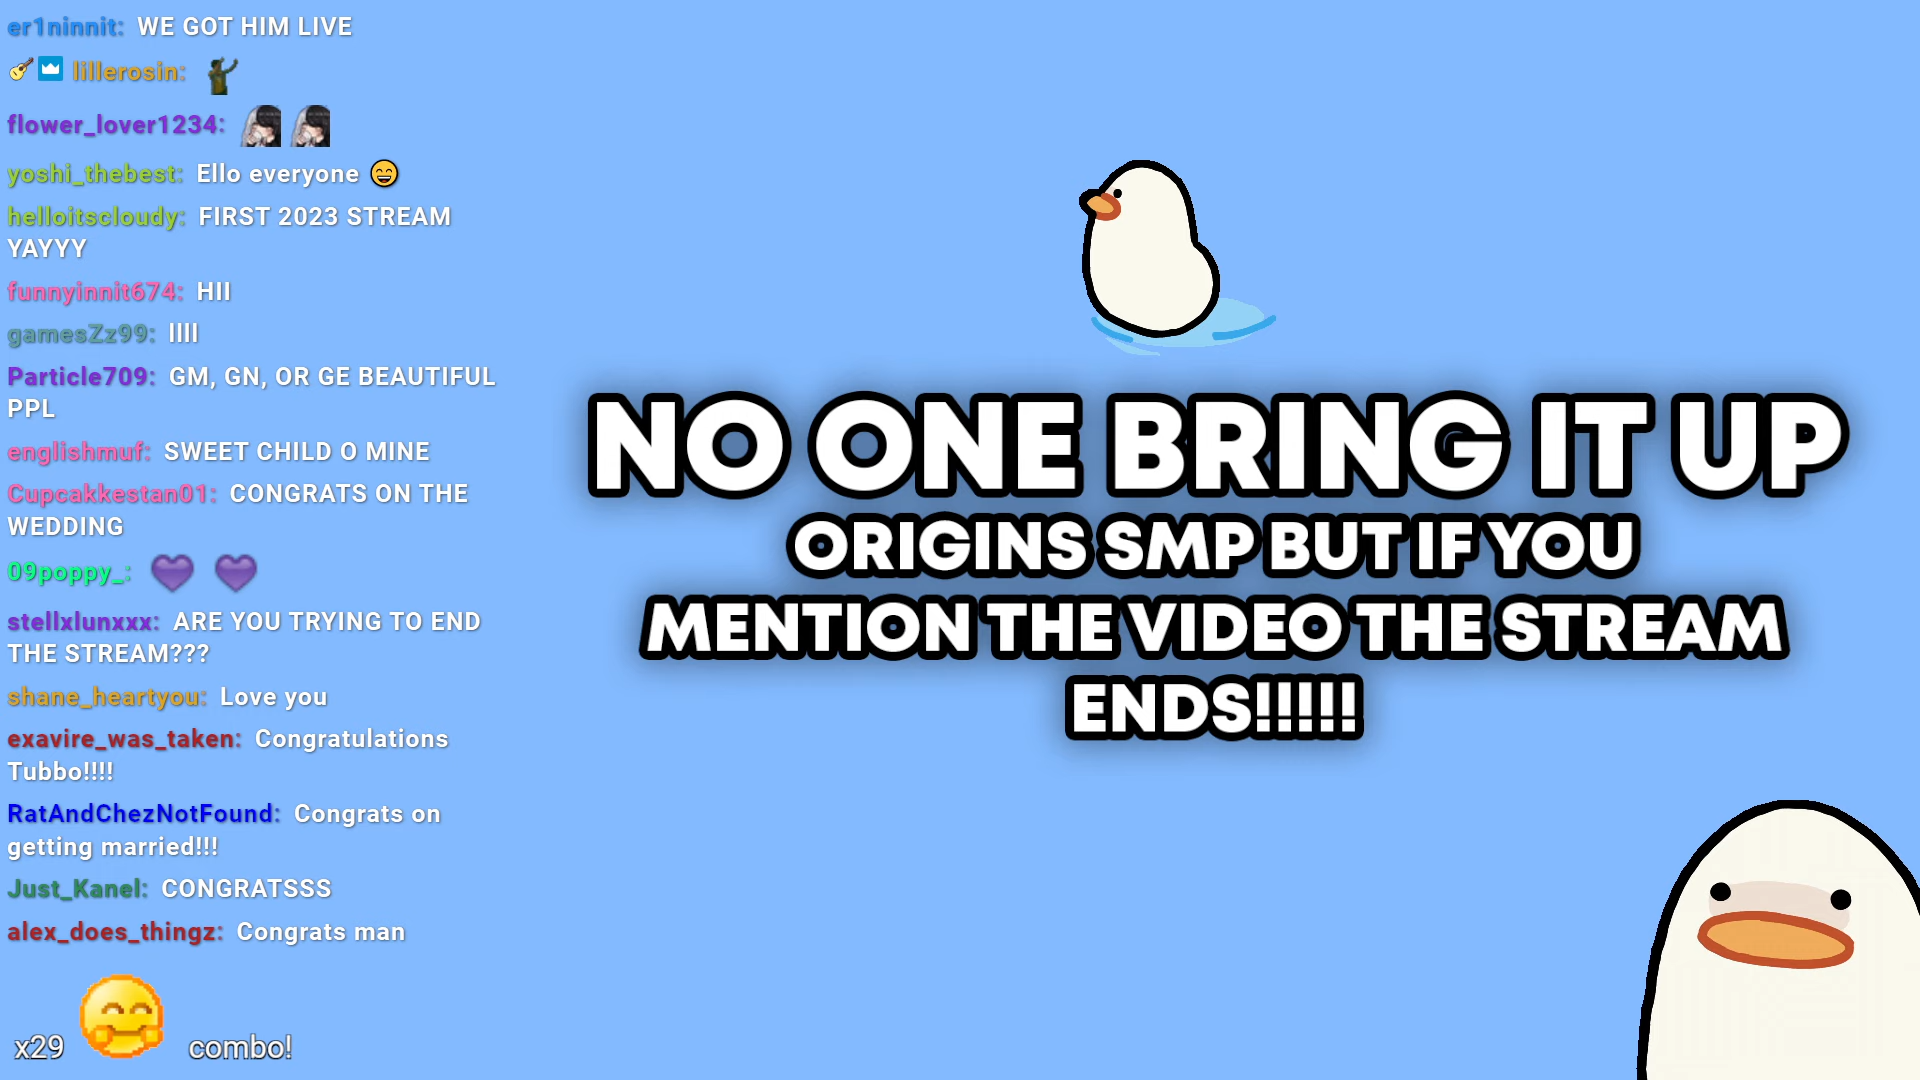 er1ninnit: WE GOT HIM LIVE
lillerosin:
flower_lover1234:
yoshi_thebest: Ello everyone
helloitscloudy: FIRST 2023 STREAM
YAYYY
funnyinnit674: HII
gamesZz99: llll
Particle709: GM, GN, OR GE BEAUTIFUL
PPL
englishmuf: SWEET CHILD O MINE
Cupcakkestan01: CONGRATS ON THE
WEDDING
09poppy_:
stellxlunxxx: ARE YOU TRYING TO END
THE STREAM???
shane_heartyou: Love you
exavire_was_taken: Congratulations
Tubbo!!!!
RatAndChezNotFound: Congrats on
getting married!!!
Just_Kanel: CONGRATSSS
alex_does_thingz: Congrats man
x29 combo!
NO ONE BRING IT UP
ORIGINS SMP BUT IF YOU
MENTION THE VIDEO THE STREAM
ENDS!!!!!